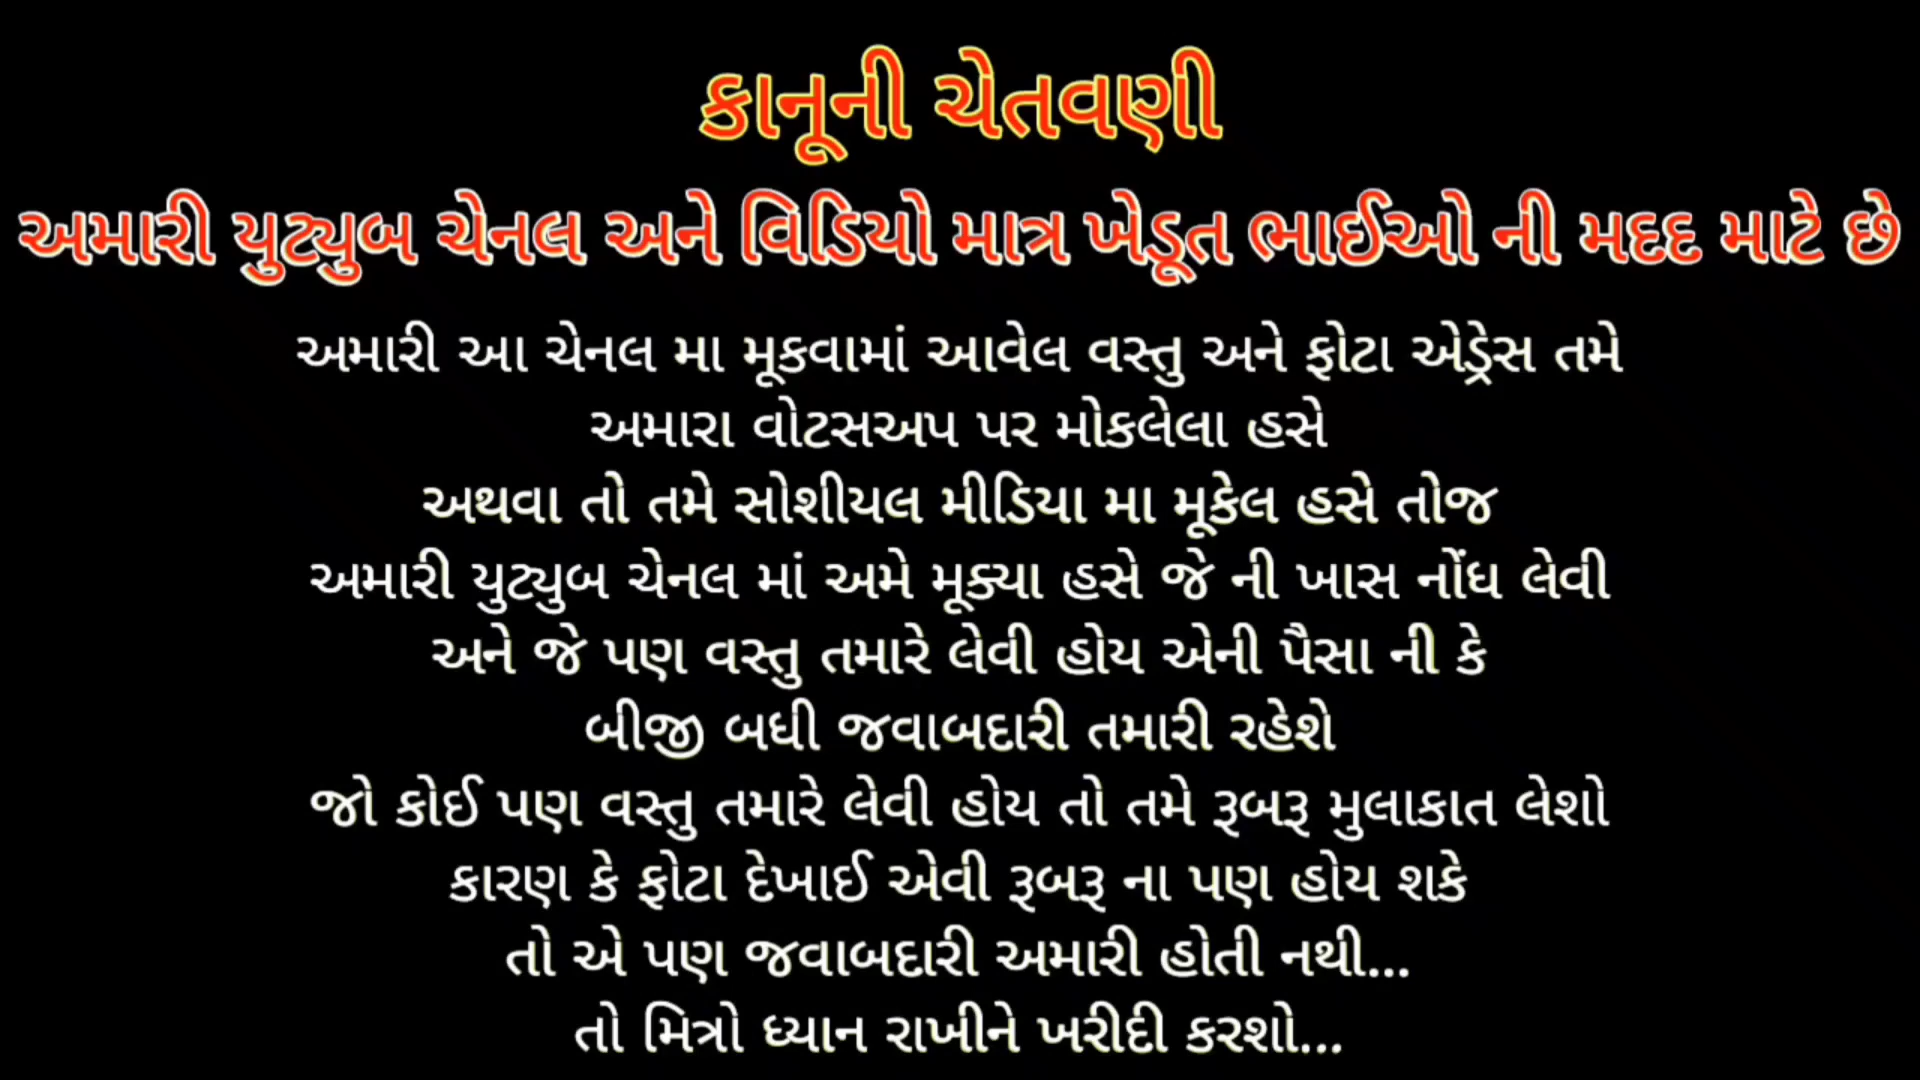 કાનૂની ચેતવણી
અમારી યુટ્યુબ ચેનલ અને વિડિયો માત્ર ખેડૂત ભાઈઓ ની મદદ માટે છે
અમારી આ ચેનલ મા મૂકવામાં આવેલ વસ્તુ અને ફોટા એડ્રેસ તમે
અમારા વોટસઅપ પર મોકલેલા હસે
અથવા તો તમે સોશીયલ મીડિયા મા મૂકેલ હસે તોજ
અમારી યુટ્યુબ ચેનલ માં અમે મૂક્યા હસે જે ની ખાસ નોંધ લેવી
અને જે પણ વસ્તુ તમારે લેવી હોય એની પૈસા ની કે
બીજી બધી જવાબદારી તમારી રહેશે
જો કોઈ પણ વસ્તુ તમારે લેવી હોય તો તમે રૂબરૂ મુલાકાત લેશો
કારણ કે ફોટા દેખાઈ એવી રૂબરૂ ના પણ હોય શકે
તો એ પણ જવાબદારી અમારી હોતી નથી...
તો મિત્રો ધ્યાન રાખીને ખરીદી કરશો...